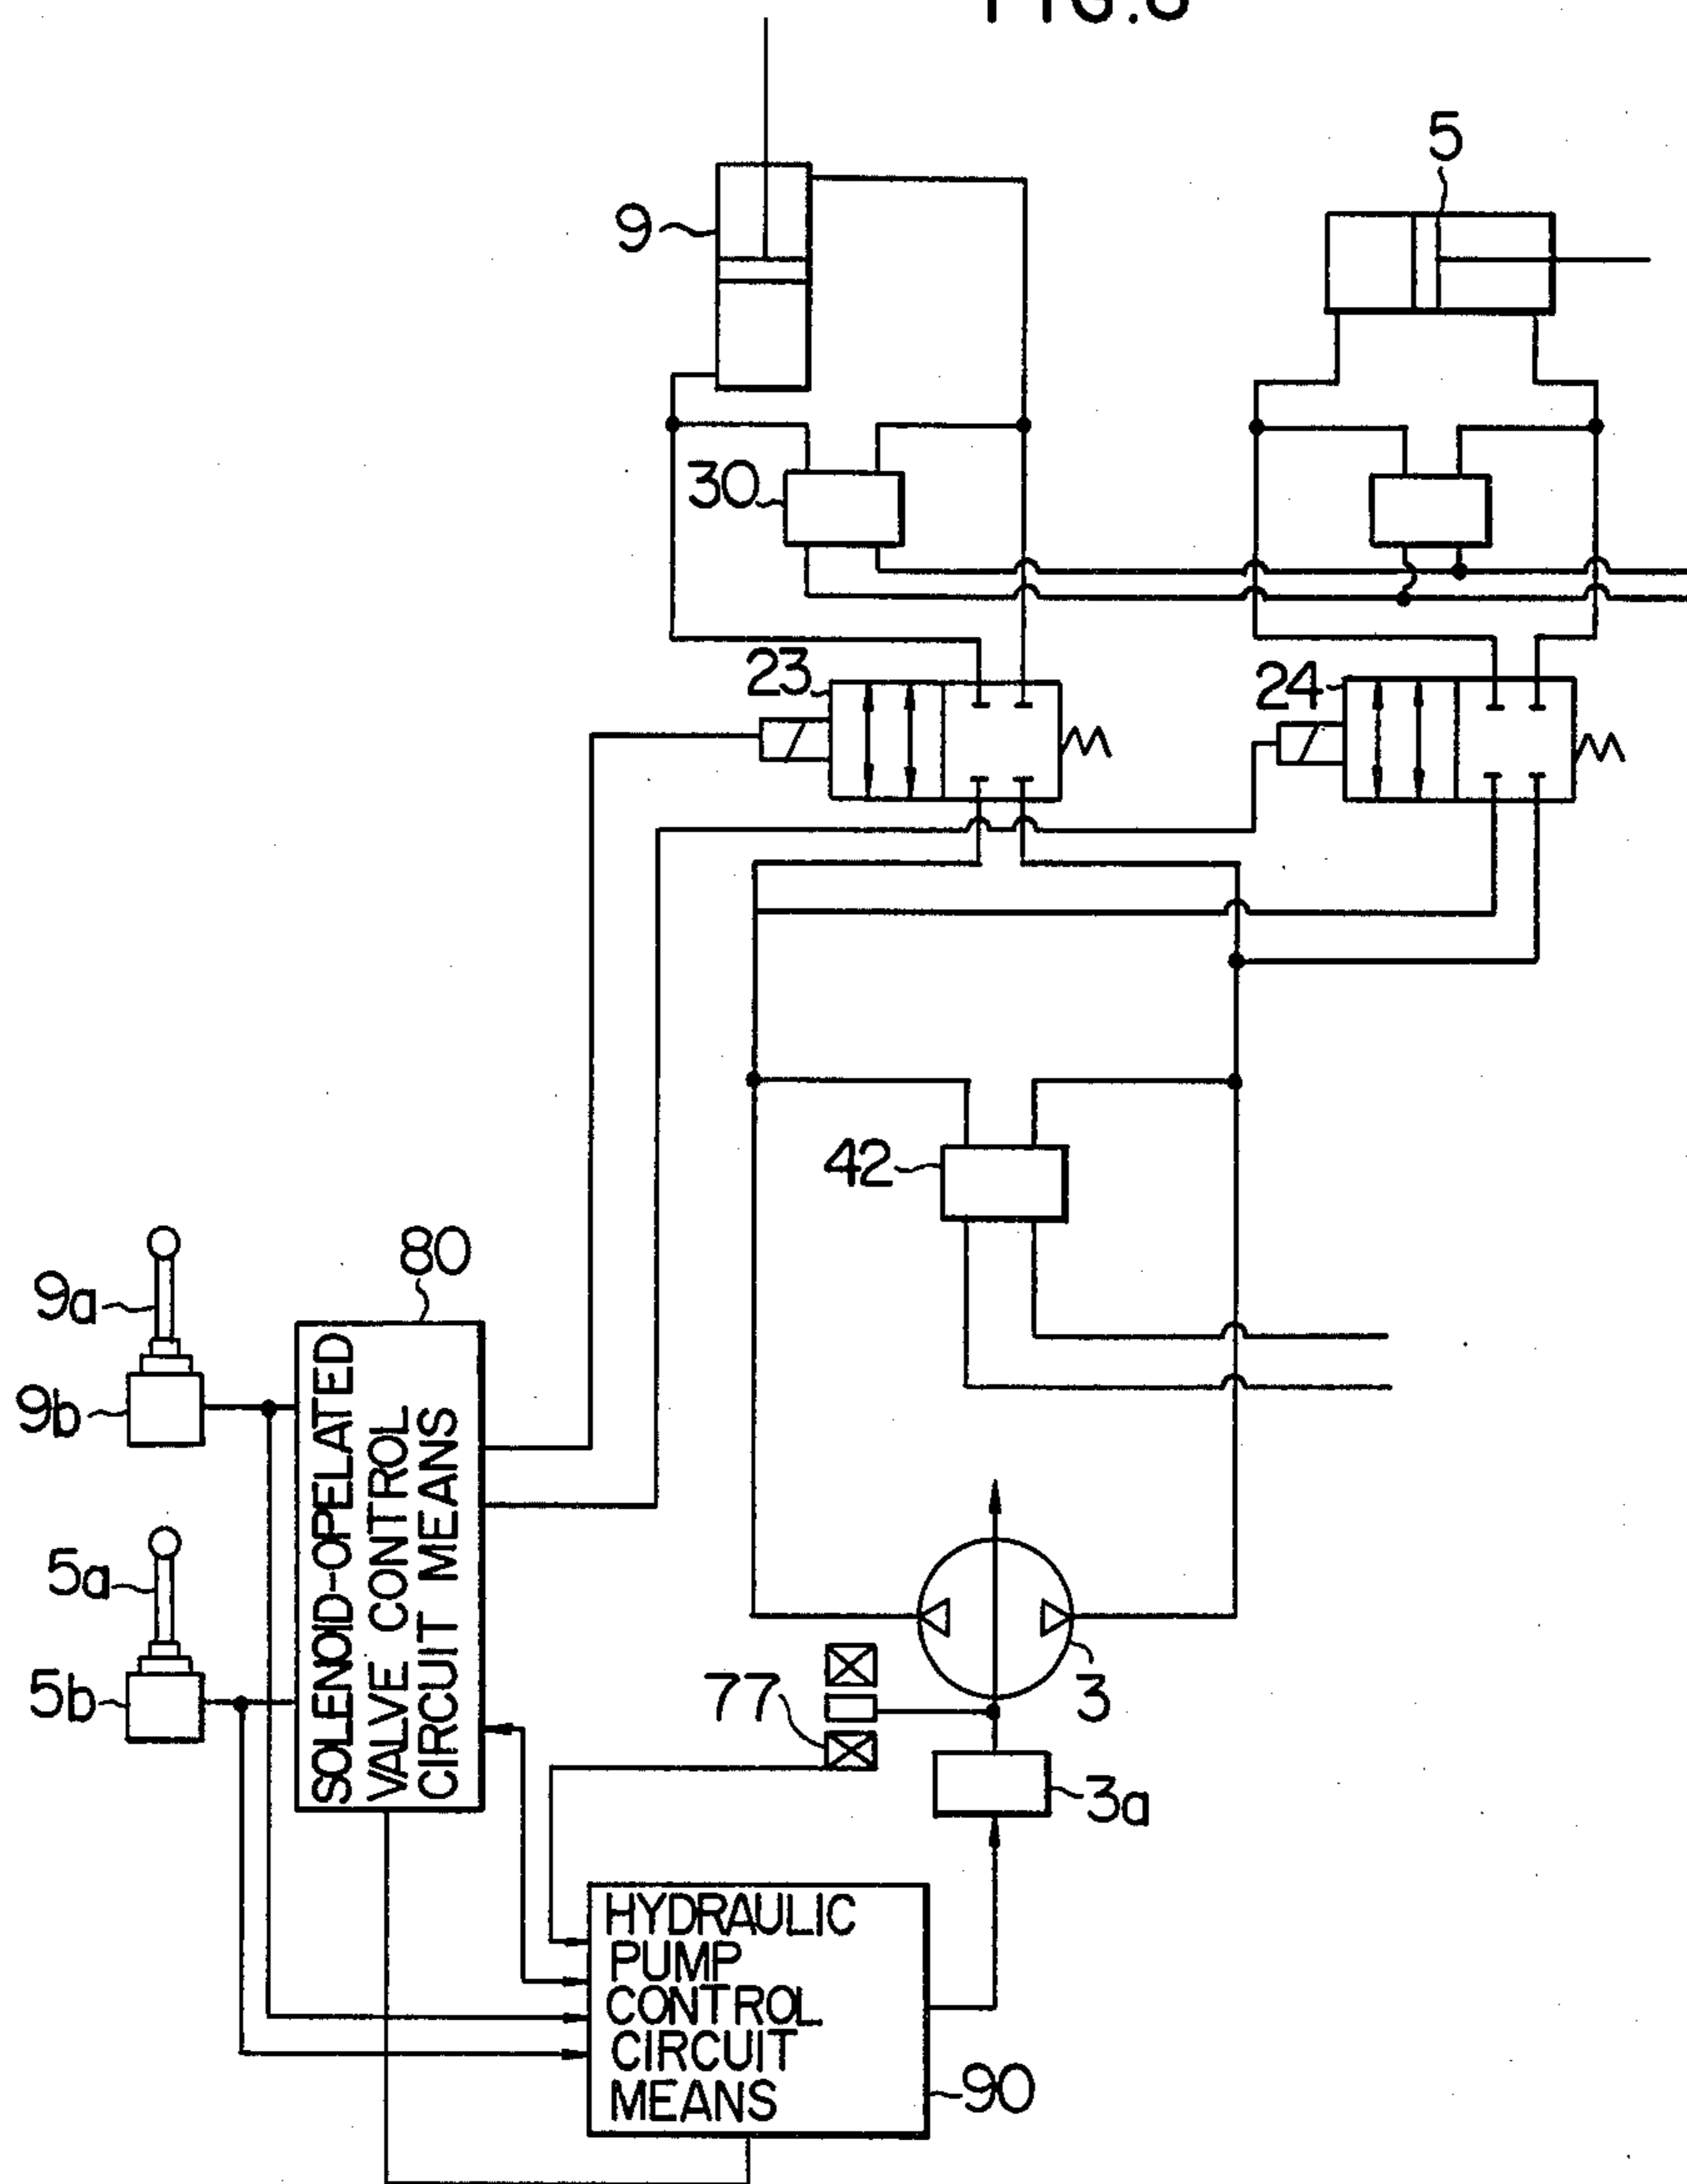 5
9
30
23
24
42
80
9a
9b
5a
5b
SOLENOID-OPELATED
VALVE CONTROL
CIRCUIT MEANS
77
3
3a
HYDRAULIC
PUMP
CONTROL
CIRCUIT
MEANS
90